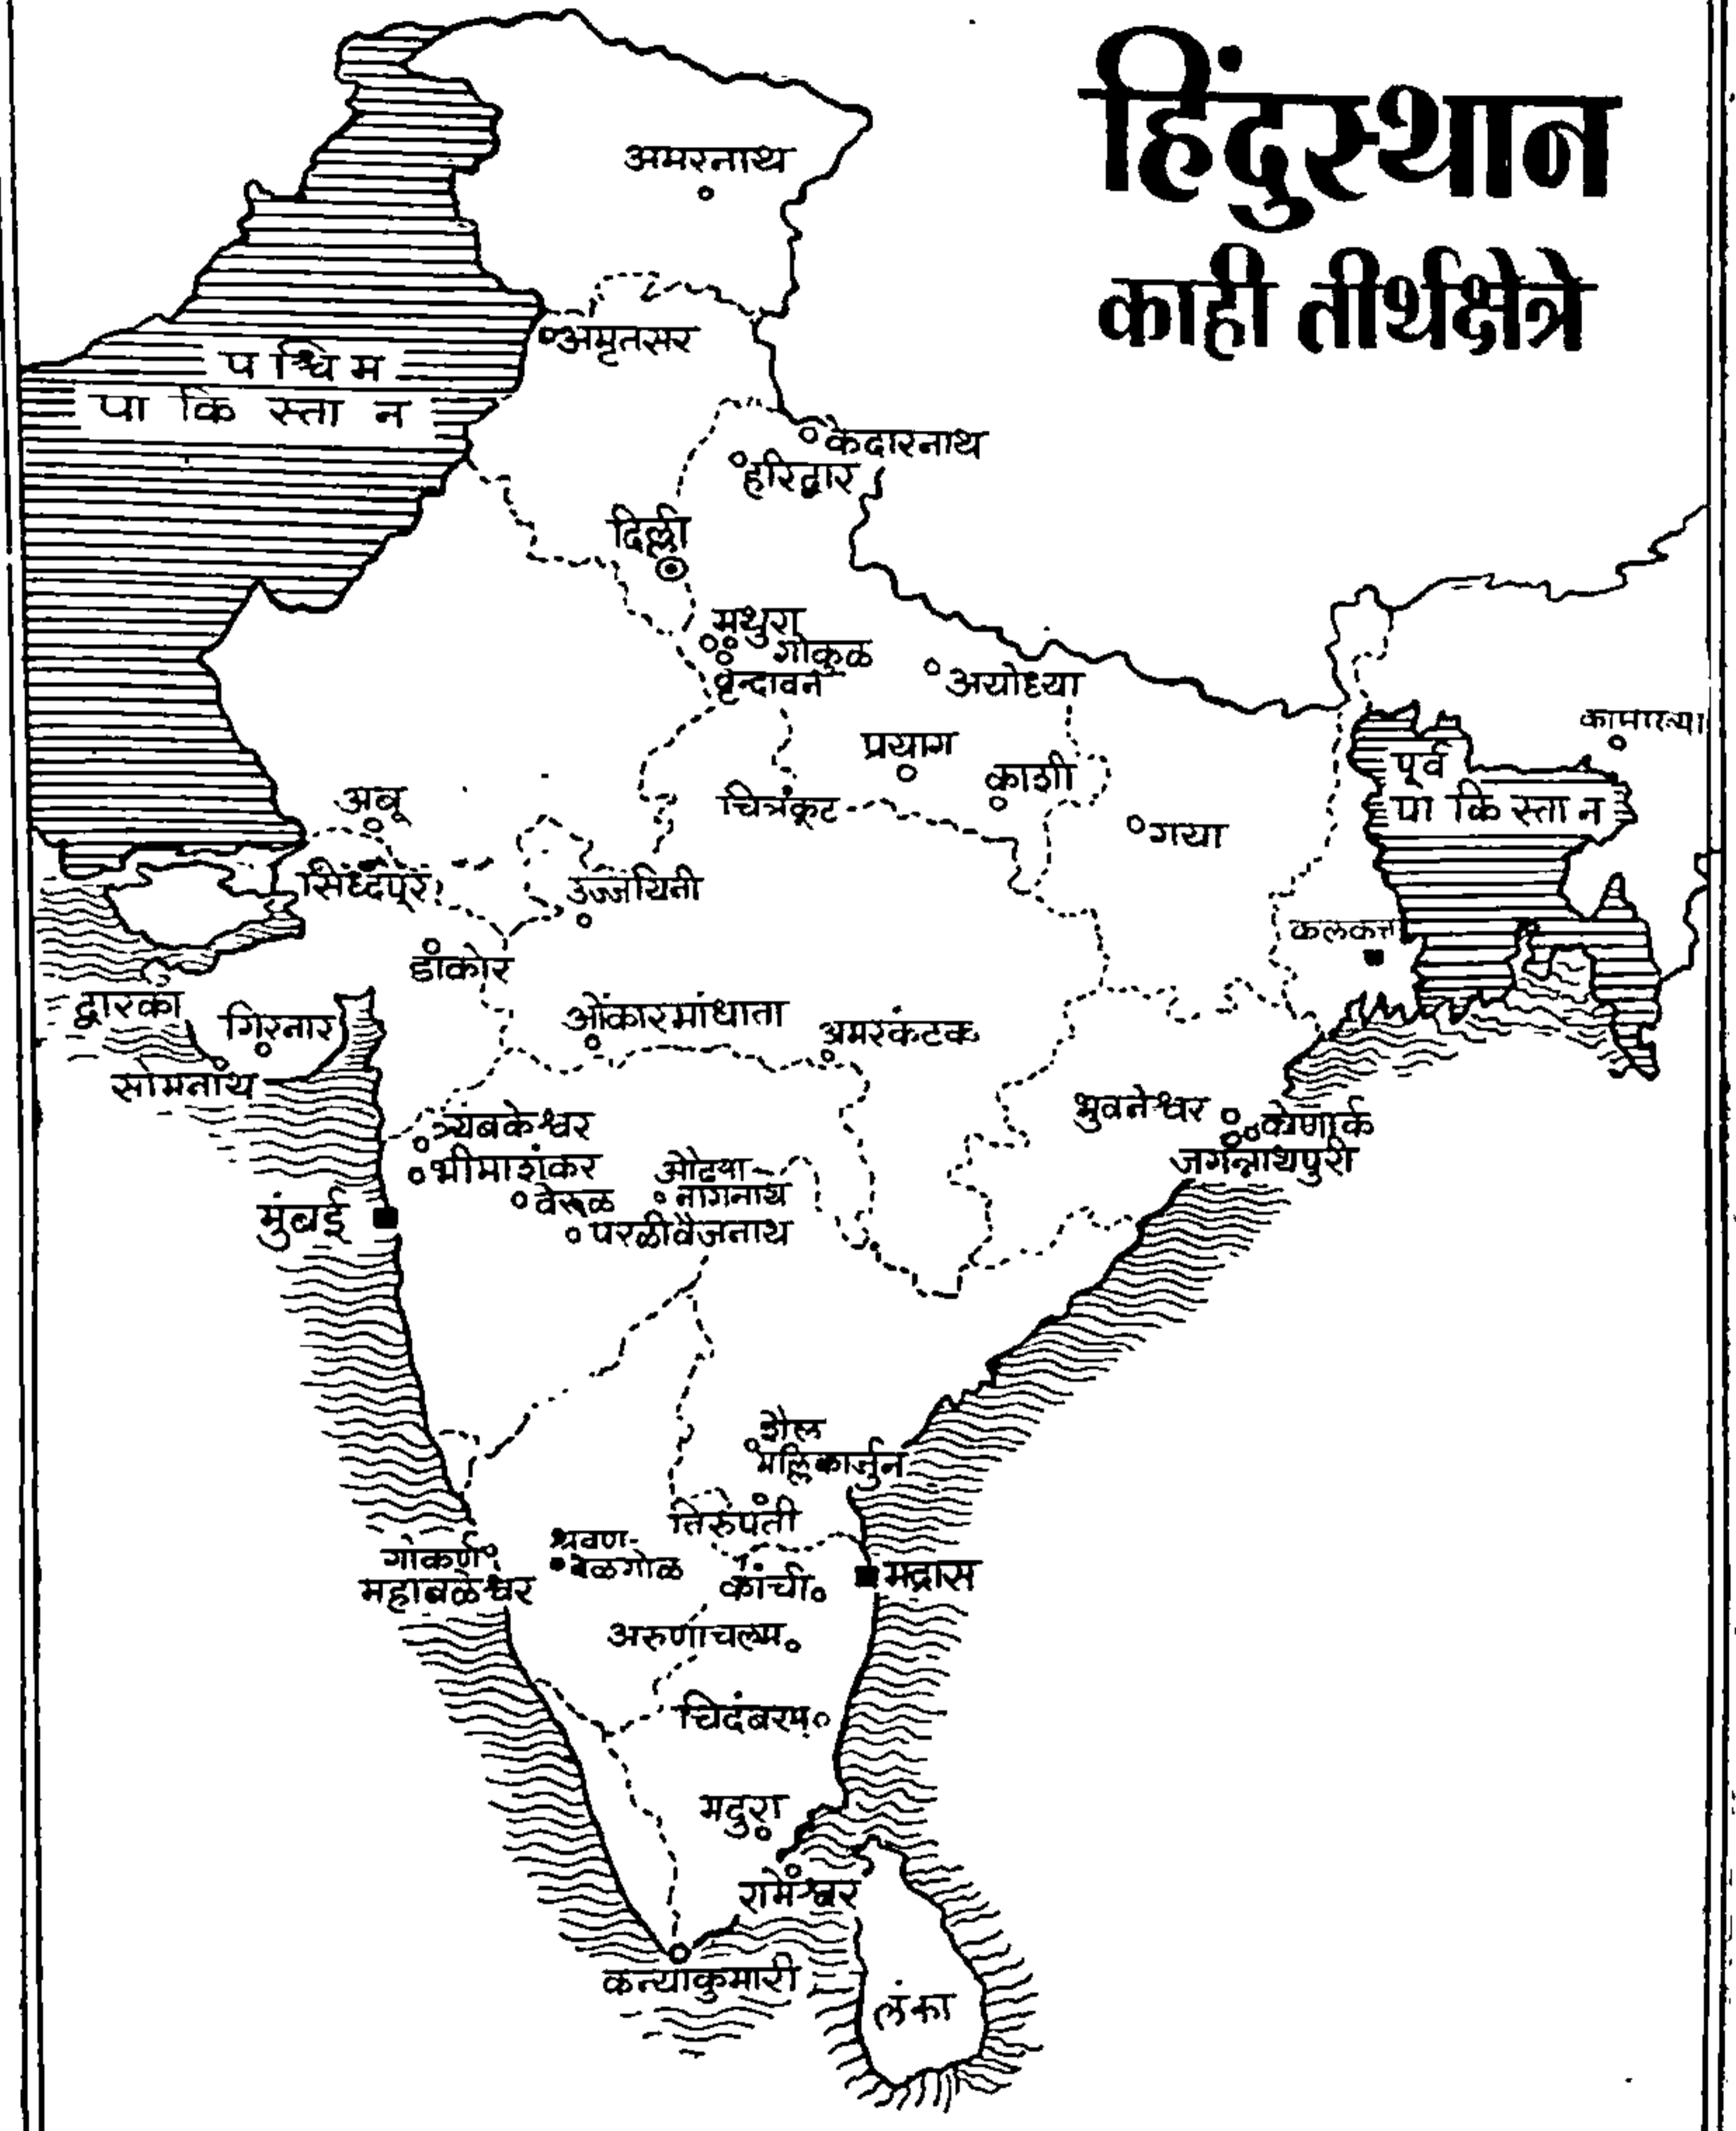 हिंदुस्थान
काही तीर्थक्षेत्रे
अमरनाथ
अमृतसर
पश्चिम
पाकिस्तान
केदारनाथ
हरिद्वार
दिल्ली
मथुरा
गोकुळ
वृन्दावन
अयोध्या
कामाख्या
प्रयाग
पूर्व
काशी
पाकिस्तान
अबू
चित्रकूट
गया
सिध्दपूर
उज्जयिनी
कलकत्ता
डाकोर
द्वारका
गिरनार
ओंकारमांधाता
अमरकंटक
सोमनाथ
त्र्यंबकेश्वर
भुवनेश्वर
कोणार्क
भीमाशंकर
औंढया
जगन्नाथपुरी
वेरूळ
नागनाथ
मुंबई
परळीवैजनाथ
शैल
मल्लिकार्जुन
तिरुपती
गोकर्ण
महाबळेश्वर
श्रवण-
बेळगोळ
कांची
मद्रास
अरुणाचलम
चिदंबरम्
मदुरा
रामेश्वर
कन्याकुमारी
लंका